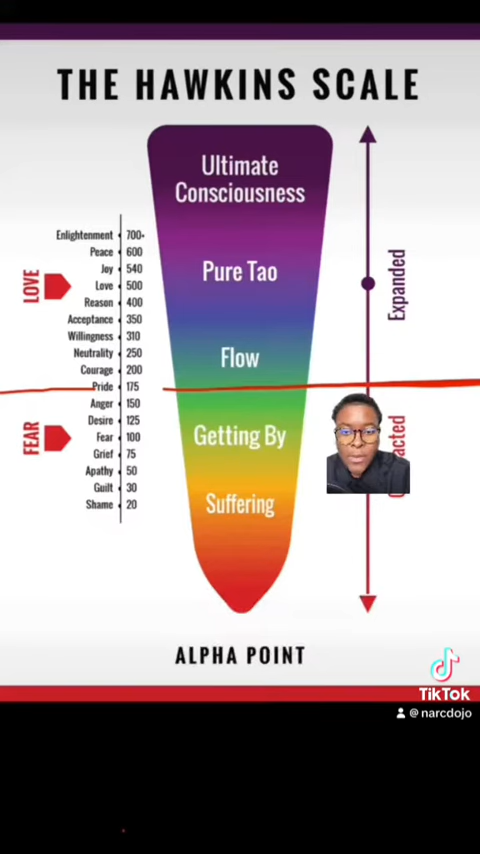 THE HAWKINS SCALE
Ultimate
Consciousness
Pure Tao
Flow
Getting By
Suffering
LOVE
FEAR
Enlightenment 700+
Peace 600
Joy 540
Love 500
Reason 400
Acceptance 350
Willingness 310
Neutrality 250
Courage 200
Pride 175
Anger 150
Desire 125
Fear 100
Grief 75
Apathy 50
Guilt 30
Shame 20
Expanded
ALPHA POINT
TikTok
@ narcdojo